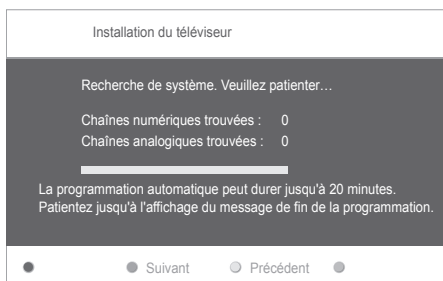 Installation du téléviseur
Recherche de système. Veuillez patienter…
Chaînes numériques trouvées : 0
Chaînes analogiques trouvées : 0
La programmation automatique peut durer jusqu'à 20 minutes.
Patientez jusqu'à l'affichage du message de fin de la programmation.
Suivant Précédent